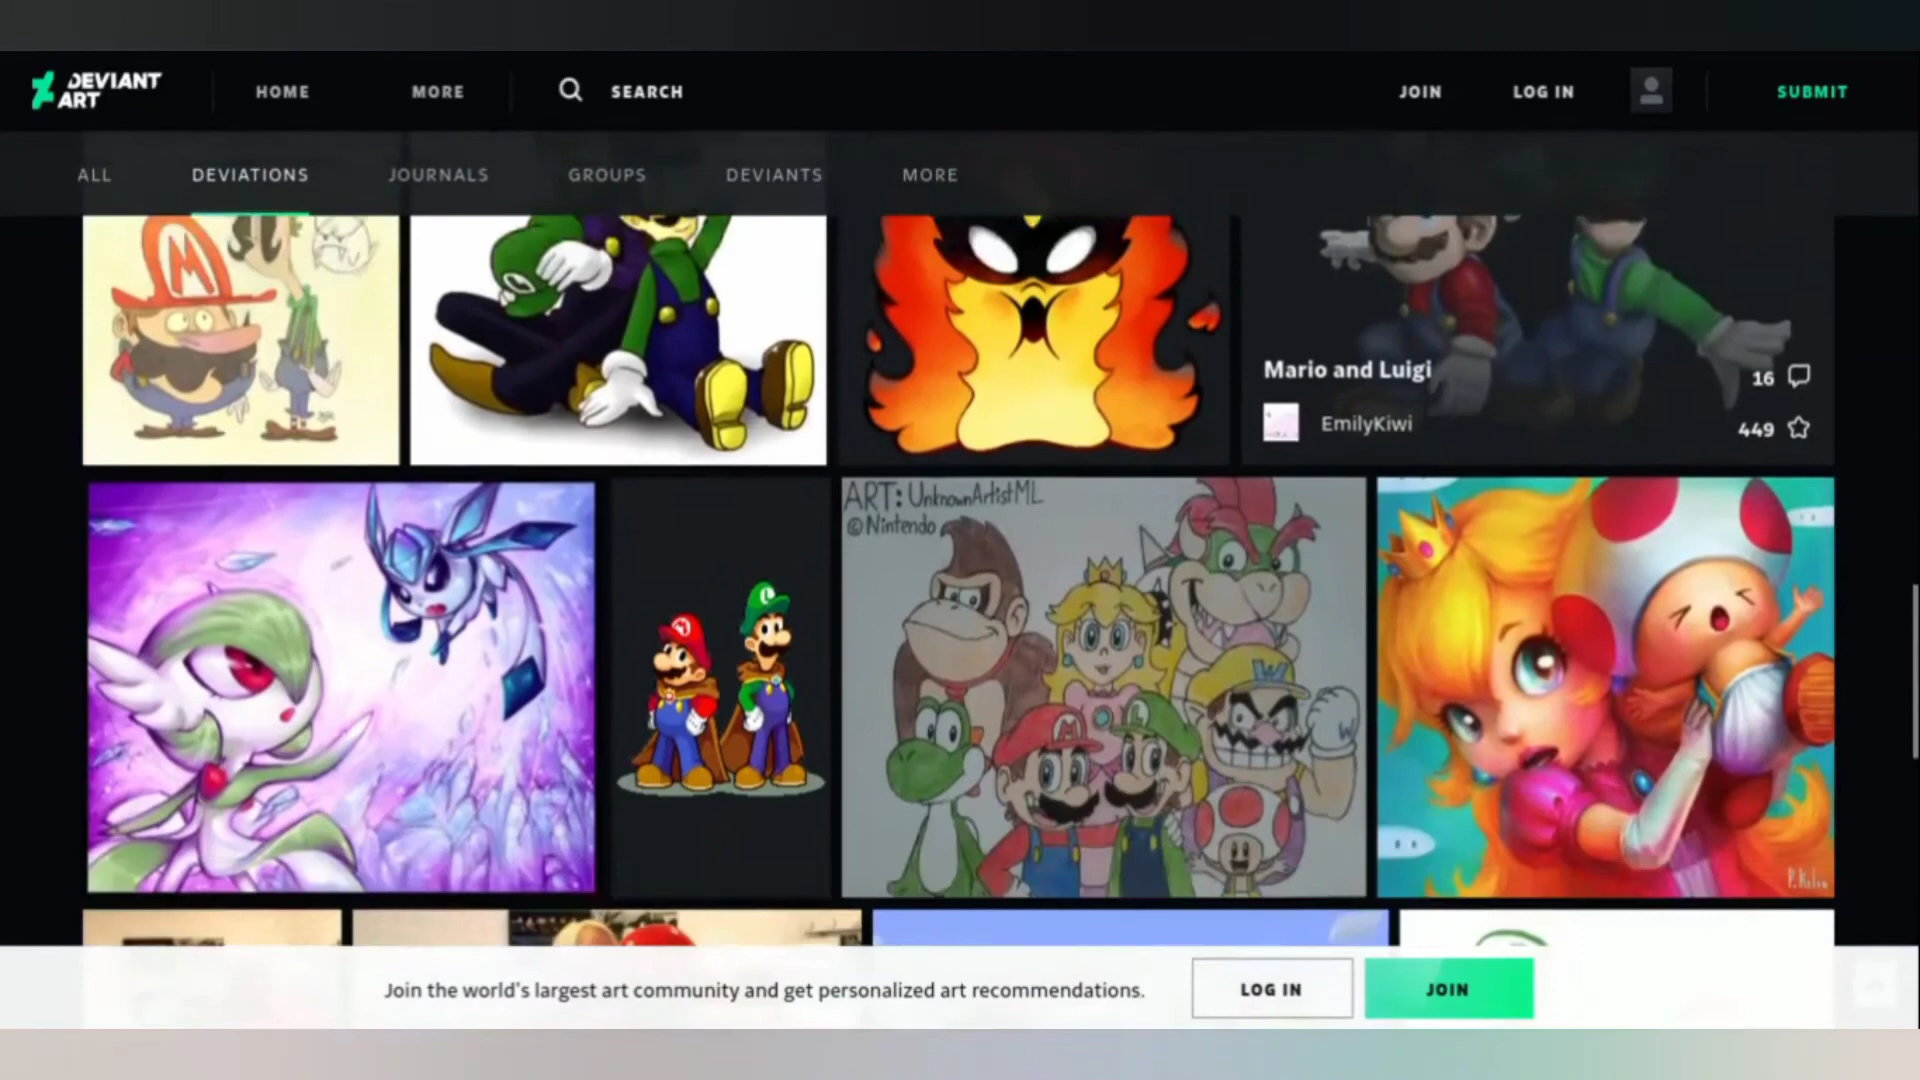 DEVIANT
ART
HOME
MORE
SEARCH
JOIN
LOG IN
SUBMIT
ALL
DEVIATIONS
JOURNALS
GROUPS
DEVIANTS
MORE
M
L
Mario and Luigi
16
EmilyKiwi
449
ART: UnknownArtistML
©Nintendo
M
L
W
M
L
W
Join the world's largest art community and get personalized art recommendations.
LOG IN
JOIN